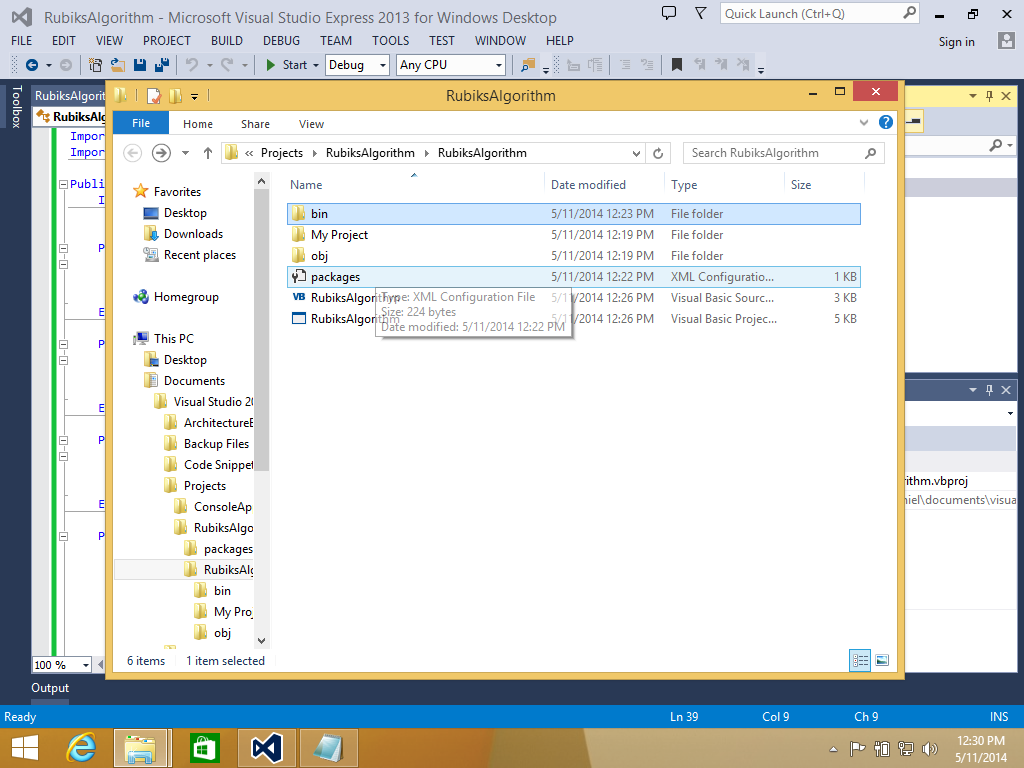 RubiksAlgorithm - Microsoft Visual Studio Express 2013 for Windows Desktop
Quick Launch (Ctrl+Q)
FILE EDIT VIEW PROJECT BUILD DEBUG TEAM TOOLS TEST WINDOW HELP
Sign in
Start Debug Any CPU
Toolbox
RubiksAlgorit
RubiksAlg
Impor
Impor
Publi
I
P
E
P
E
P
E
P
100 %
RubiksAlgorithm
File Home Share View
« Projects RubiksAlgorithm RubiksAlgorithm
Search RubiksAlgorithm
Favorites
Desktop
Downloads
Recent places
Homegroup
This PC
Desktop
Documents
Visual Studio 20
ArchitectureE
Backup Files
Code Snippet
Projects
ConsoleAp
RubiksAlgo
packages
RubiksAlg
bin
My Proj
obj
Name Date modified Type Size
bin 5/11/2014 12:23 PM File folder
My Project 5/11/2014 12:19 PM File folder
obj 5/11/2014 12:19 PM File folder
packages 5/11/2014 12:22 PM XML Configuratio... 1 KB
RubiksAlgorithm 5/11/2014 12:26 PM Visual Basic Sourc... 3 KB
RubiksAlgorithm 5/11/2014 12:26 PM Visual Basic Projec... 5 KB
Type: XML Configuration File
Size: 224 bytes
Date modified: 5/11/2014 12:22 PM
6 items 1 item selected
rithm.vbproj
niel\documents\visua
Output
Ready Ln 39 Col 9 Ch 9 INS
12:30 PM
5/11/2014